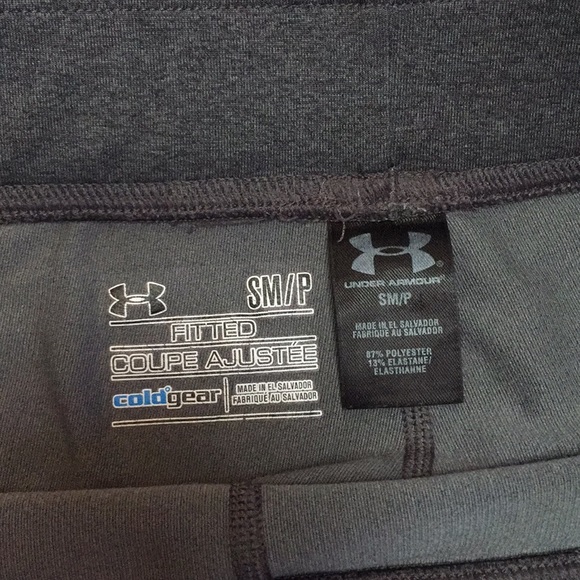 SM/P
FITTED
COUPE AJUSTÉE
coldgear
MADE IN EL SALVADOR
FABRIQUÉ AU SALVADOR
UNDER ARMOUR®
SM/P
MADE IN EL SALVADOR
FABRIQUE AU SALVADOR
87% POLYESTER
13% ELASTANE/
ELASTHANNE